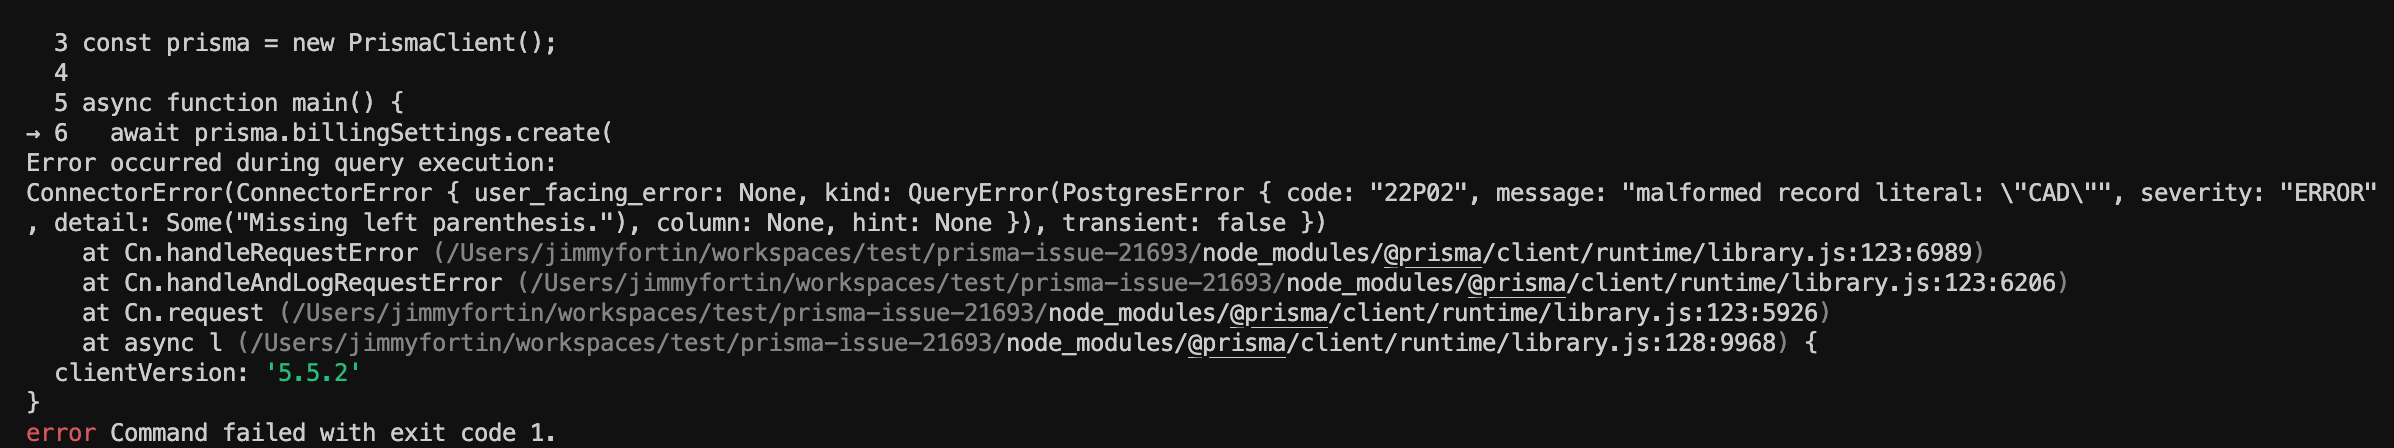 3 const prisma = new PrismaClient();
4
5 async function main() {
→ 6   await prisma.billingSettings.create(
Error occurred during query execution:
ConnectorError(ConnectorError { user_facing_error: None, kind: QueryError(PostgresError { code: "22P02", message: "malformed record literal: \"CAD\"", severity: "ERROR"
, detail: Some("Missing left parenthesis."), column: None, hint: None }), transient: false })
    at Cn.handleRequestError (/Users/jimmyfortin/workspaces/test/prisma-issue-21693/node_modules/@prisma/client/runtime/library.js:123:6989)
    at Cn.handleAndLogRequestError (/Users/jimmyfortin/workspaces/test/prisma-issue-21693/node_modules/@prisma/client/runtime/library.js:123:6206)
    at Cn.request (/Users/jimmyfortin/workspaces/test/prisma-issue-21693/node_modules/@prisma/client/runtime/library.js:123:5926)
    at async l (/Users/jimmyfortin/workspaces/test/prisma-issue-21693/node_modules/@prisma/client/runtime/library.js:128:9968) {
  clientVersion: '5.5.2'
}
error Command failed with exit code 1.